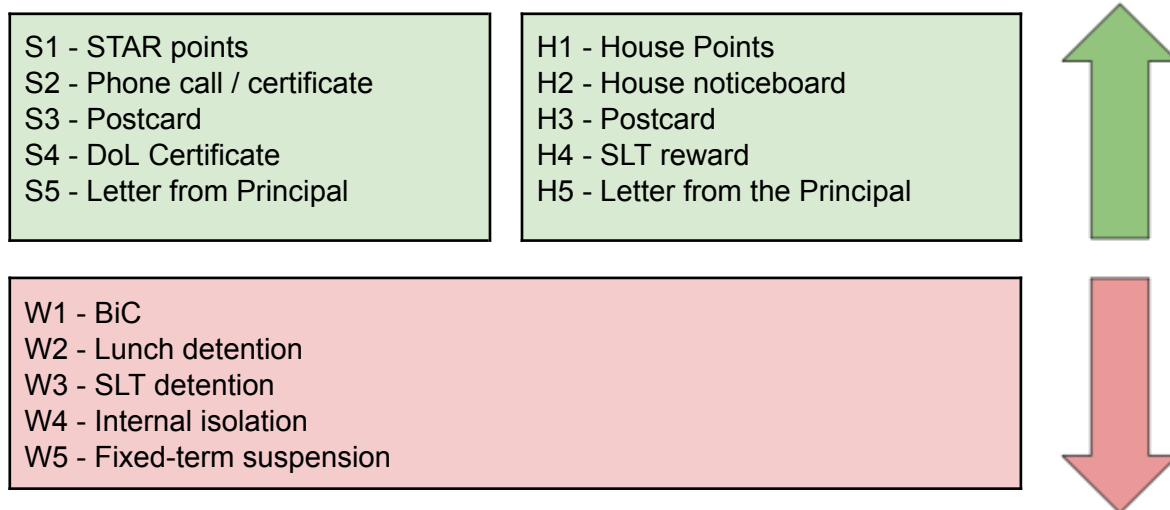 S1 - STAR points
S2 - Phone call / certificate
S3 - Postcard
S4 - DoL Certificate
S5 - Letter from Principal
H1 - House Points
H2 - House noticeboard
H3 - Postcard
H4 - SLT reward
H5 - Letter from the Principal
W1 - BiC
W2 - Lunch detention
W3 - SLT detention
W4 - Internal isolation
W5 - Fixed-term suspension